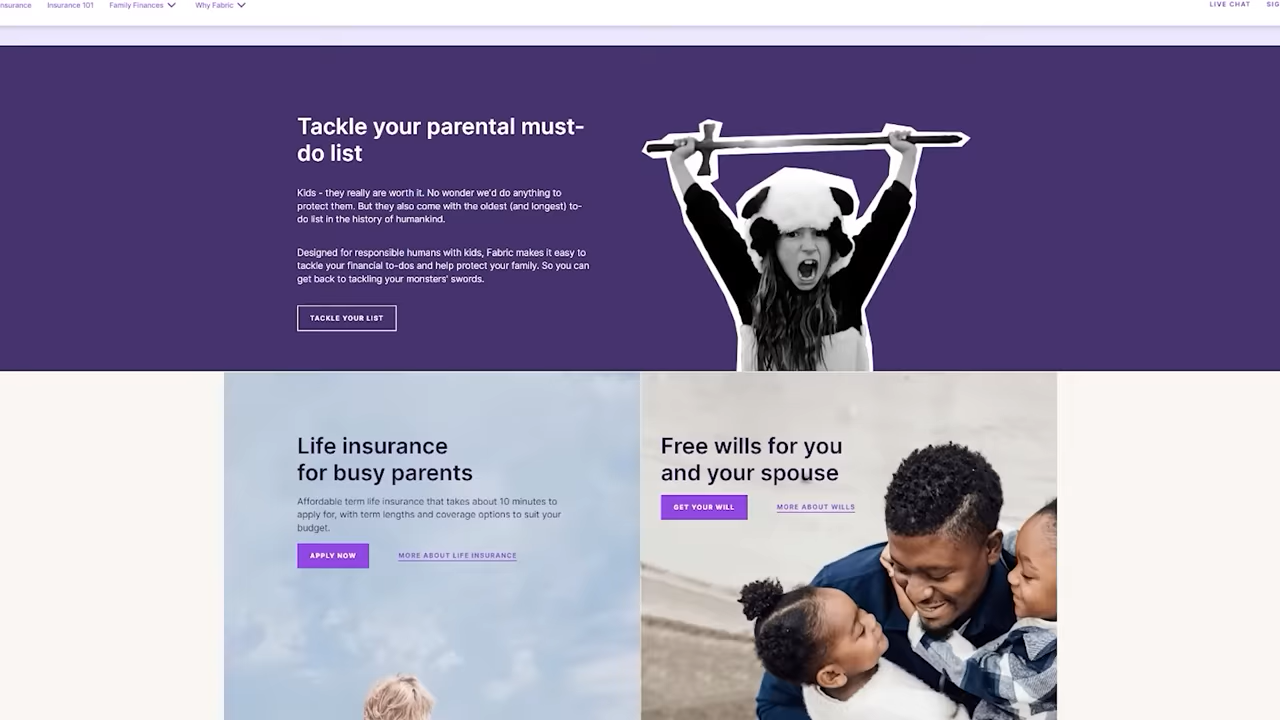 nsurance
Insurance 101
Family Finances
Why Fabric
LIVE CHAT
SIG
Tackle your parental must-
do list
Kids - they really are worth it. No wonder we'd do anything to
protect them. But they also come with the oldest (and longest) to-
do list in the history of humankind.
Designed for responsible humans with kids, Fabric makes it easy to
tackle your financial to-dos and help protect your family. So you can
get back to tackling your monsters' swords.
TACKLE YOUR LIST
Life insurance
for busy parents
Affordable term life insurance that takes about 10 minutes to
apply for, with term lengths and coverage options to suit your
budget.
APPLY NOW
MORE ABOUT LIFE INSURANCE
Free wills for you
and your spouse
GET YOUR WILL
MORE ABOUT WILLS